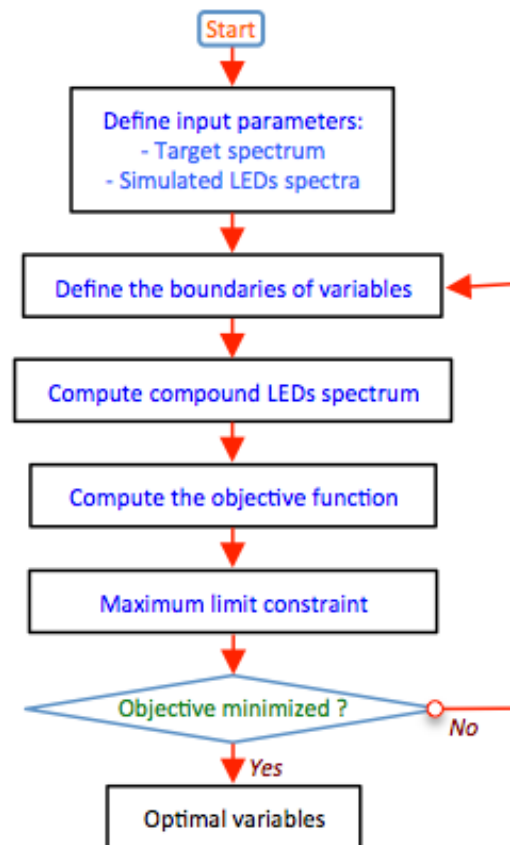 Start
Define input parameters:
- Target spectrum
- Simulated LEDs spectra
Define the boundaries of variables
Compute compound LEDs spectrum
Compute the objective function
Maximum limit constraint
Objective minimized ?
No
Yes
Optimal variables